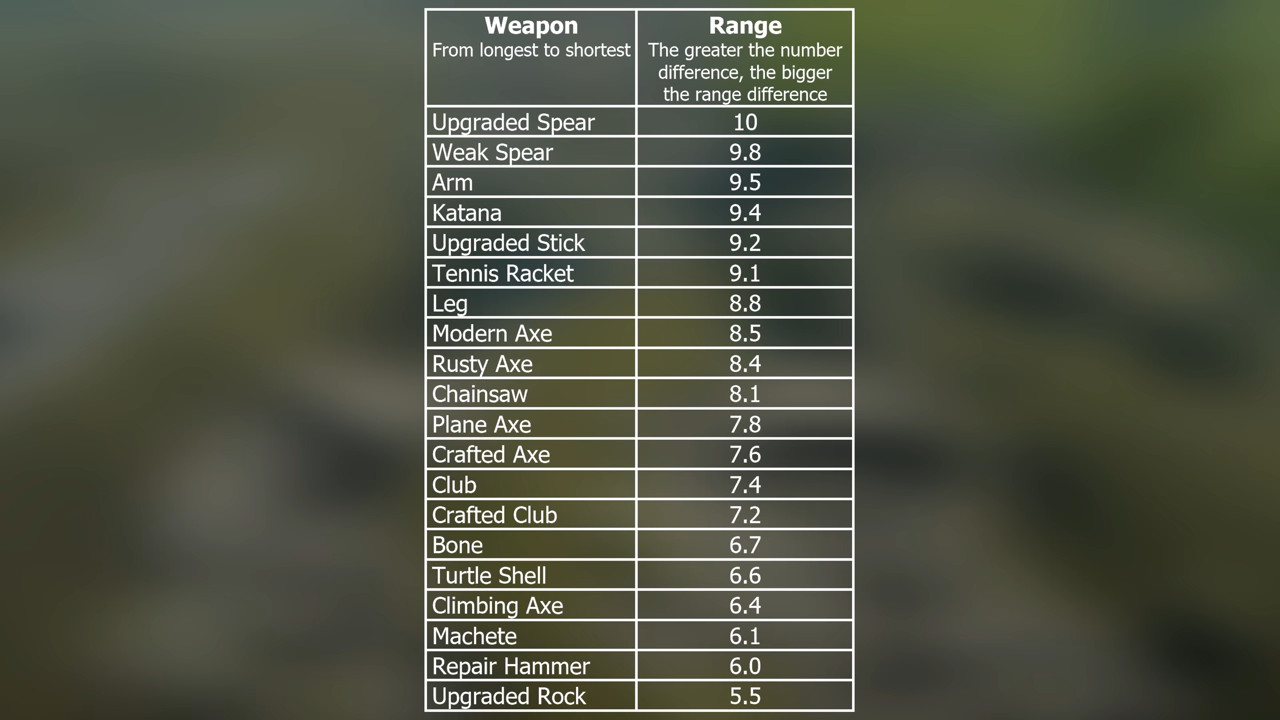 Weapon Range
From longest to shortest The greater the number
difference, the bigger
the range difference
Upgraded Spear 10
Weak Spear 9.8
Arm 9.5
Katana 9.4
Upgraded Stick 9.2
Tennis Racket 9.1
Leg 8.8
Modern Axe 8.5
Rusty Axe 8.4
Chainsaw 8.1
Plane Axe 7.8
Crafted Axe 7.6
Club 7.4
Crafted Club 7.2
Bone 6.7
Turtle Shell 6.6
Climbing Axe 6.4
Machete 6.1
Repair Hammer 6.0
Upgraded Rock 5.5